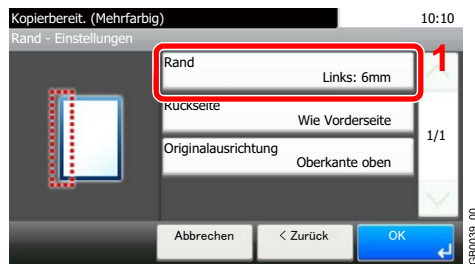 Kopierbereit. (Mehrfarbig)
10:10
Rand - Einstellungen
Rand
Links: 6mm
1
Rückseite
Wie Vorderseite
1/1
Originalausrichtung
Oberkante oben
Abbrechen
< Zurück
OK
GB0039_00